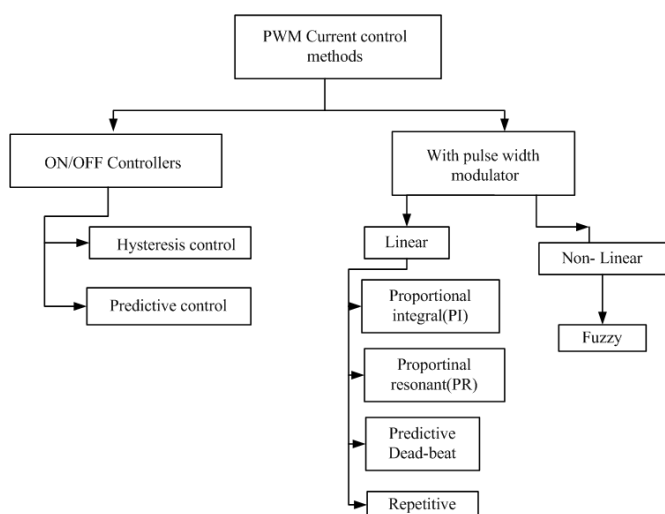 PWM Current control
methods
ON/OFF Controllers
With pulse width
modulator
Hysteresis control
Predictive control
Linear
Non- Linear
Proportional
integral(PI)
Proportinal
resonant(PR)
Predictive
Dead-beat
Repetitive
Fuzzy